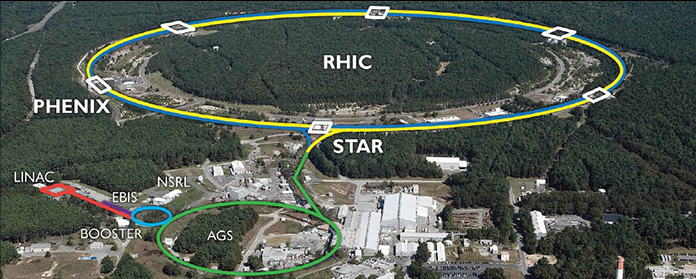 RHIC
PHENIX
STAR
LINAC
NSRL
EBIS
BOOSTER
AGS